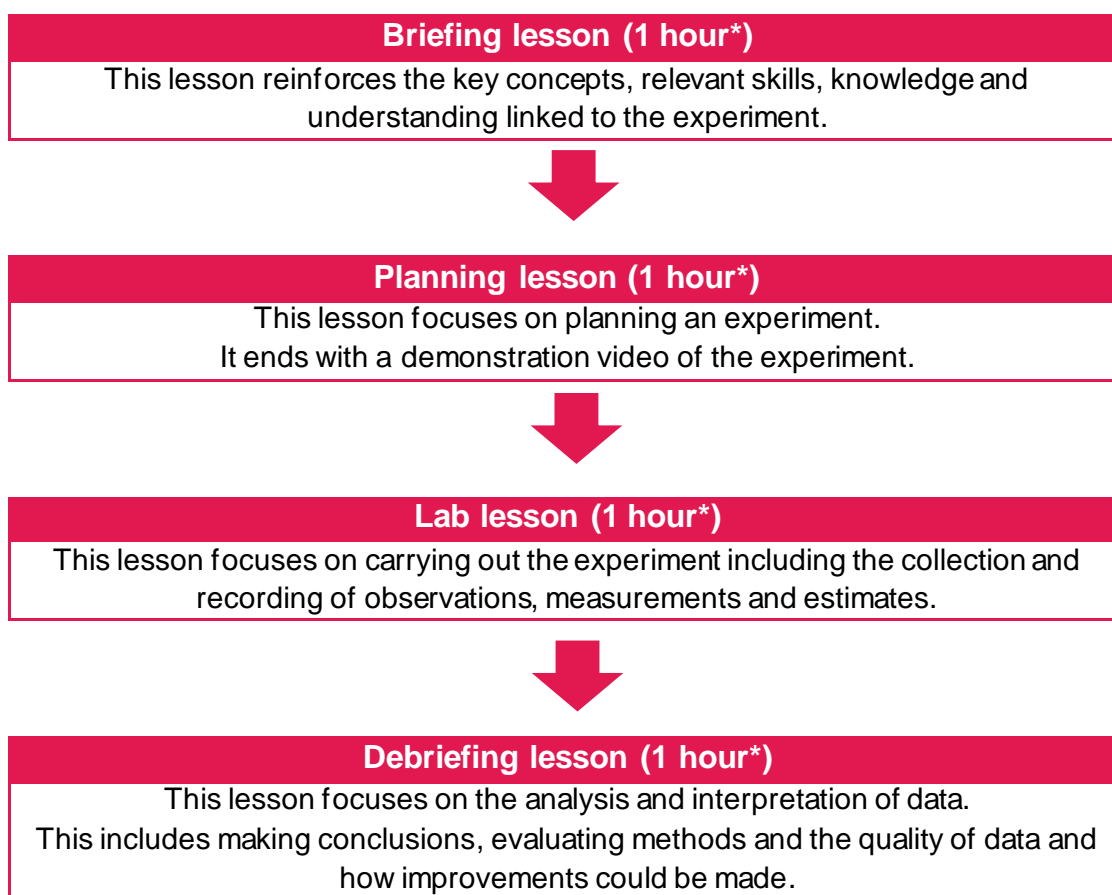 Briefing lesson (1 hour*)
This lesson reinforces the key concepts, relevant skills, knowledge and
understanding linked to the experiment.
Planning lesson (1 hour*)
This lesson focuses on planning an experiment.
It ends with a demonstration video of the experiment.
Lab lesson (1 hour*)
This lesson focuses on carrying out the experiment including the collection and
recording of observations, measurements and estimates.
Debriefing lesson (1 hour*)
This lesson focuses on the analysis and interpretation of data.
This includes making conclusions, evaluating methods and the quality of data and
how improvements could be made.